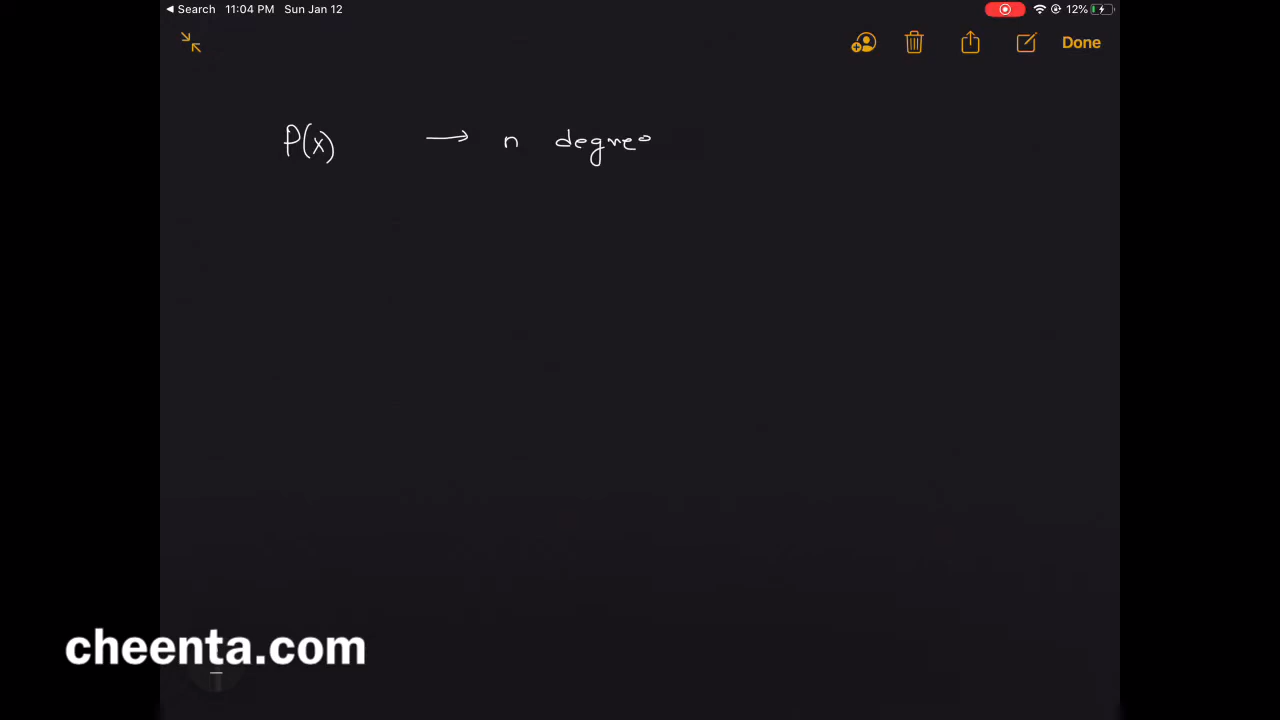 Search 11:04 PM Sun Jan 12 12%
Done
P(x) → n degree
cheenta.com